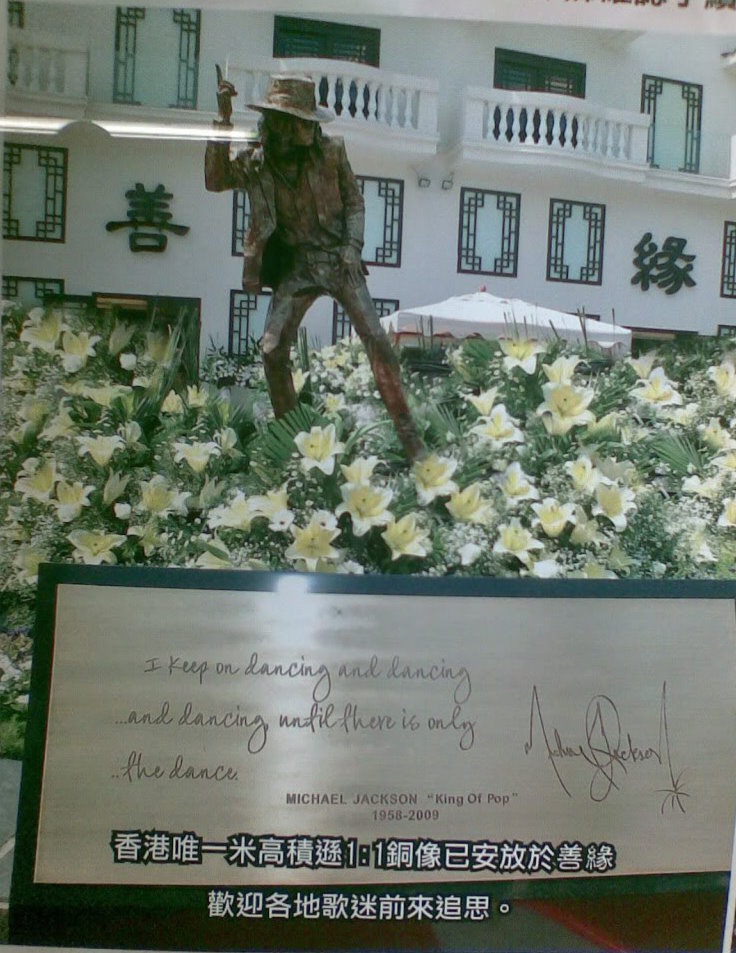 善 緣
I keep on dancing and dancing
...and dancing, until there is only
..the dance.
Michael Jackson
MICHAEL JACKSON “King Of Pop”
1958-2009
香港唯一米高積遜1:1銅像已安放於善緣
歡迎各地歌迷前來追思。